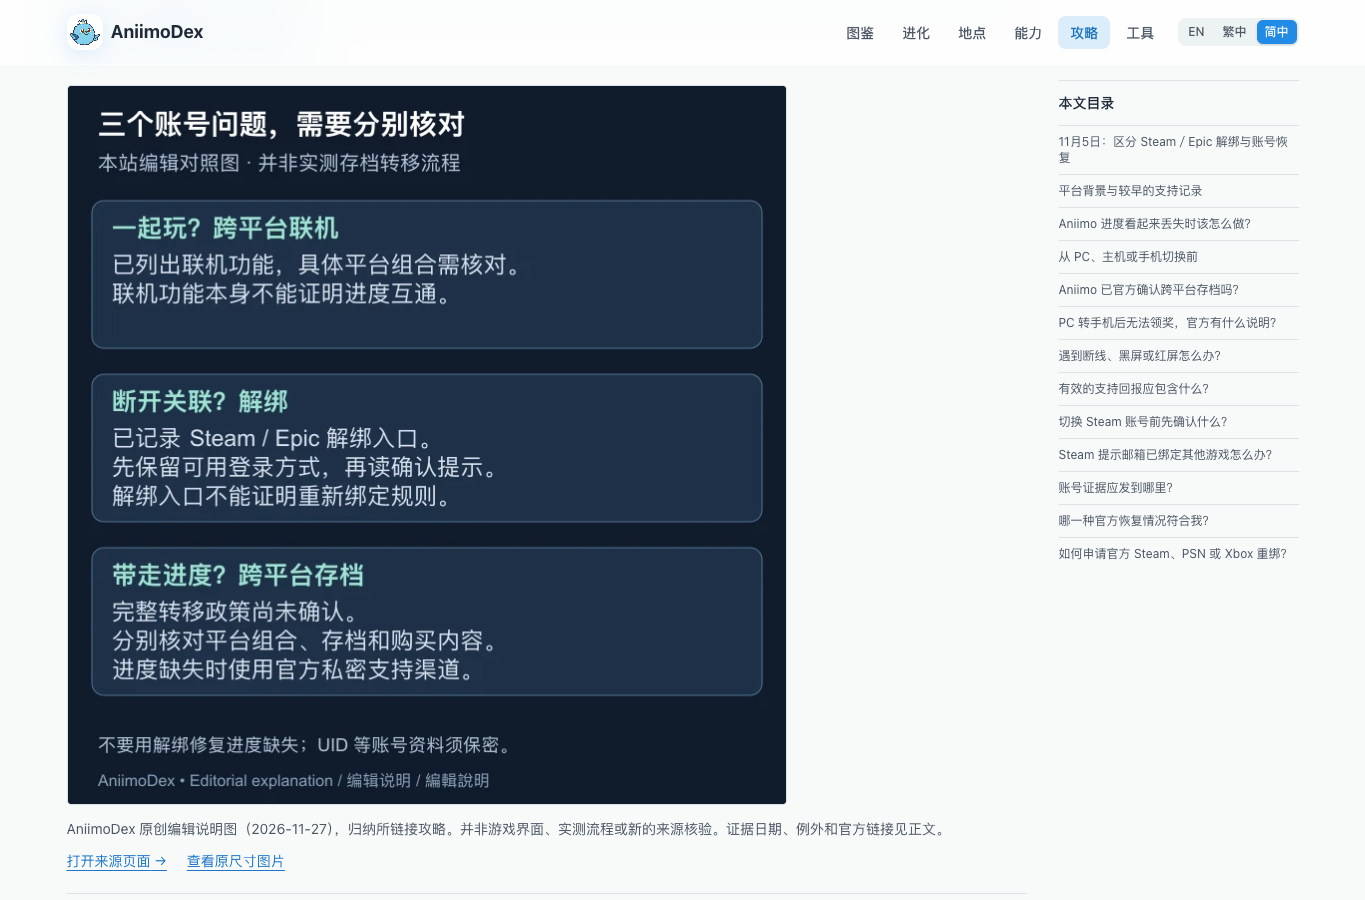 AniimoDex
图鉴
进化
地点
能力
攻略
工具
EN
繁中
简中
三个账号问题，需要分别核对
本站编辑对照图 · 并非实测存档转移流程
一起玩？跨平台联机
已列出联机功能，具体平台组合需核对。
联机功能本身不能证明进度互通。
断开关联？解绑
已记录 Steam / Epic 解绑入口。
先保留可用登录方式，再读确认提示。
解绑入口不能证明重新绑定规则。
带走进度？跨平台存档
完整转移政策尚未确认。
分别核对平台组合、存档和购买内容。
进度缺失时使用官方私密支持渠道。
不要用解绑修复进度缺失；UID 等账号资料须保密。
AniimoDex • Editorial explanation / 编辑说明 / 編輯說明
AniimoDex 原创编辑说明图（2026-11-27），归纳所链接攻略。并非游戏界面、实测流程或新的来源核验。证据日期、例外和官方链接见正文。
打开来源页面 →
查看原尺寸图片
本文目录
11月5日：区分 Steam / Epic 解绑与账号恢
复
平台背景与较早的支持记录
Aniimo 进度看起来丢失时该怎么做？
从 PC、主机或手机切换前
Aniimo 已官方确认跨平台存档吗？
PC 转手机后无法领奖，官方有什么说明？
遇到断线、黑屏或红屏怎么办？
有效的支持回报应包含什么？
切换 Steam 账号前先确认什么？
Steam 提示邮箱已绑定其他游戏怎么办？
账号证据应发到哪里？
哪一种官方恢复情况符合我？
如何申请官方 Steam、PSN 或 Xbox 重绑？